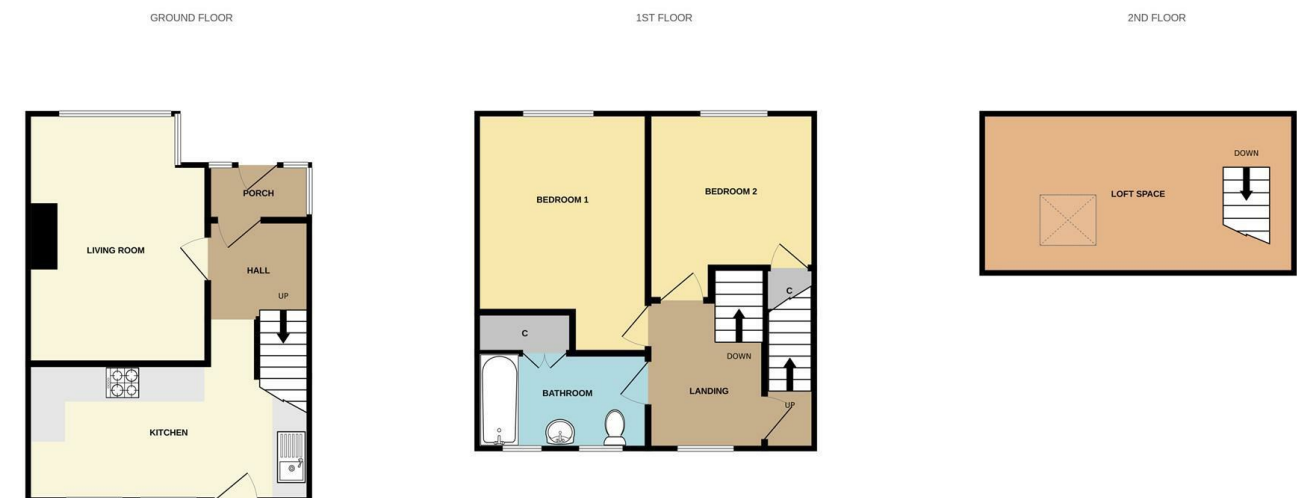 GROUND FLOOR
1ST FLOOR
2ND FLOOR
PORCH
LIVING ROOM
HALL
UP
KITCHEN
BEDROOM 1
BEDROOM 2
C
C
DOWN
BATHROOM
LANDING
UP
DOWN
LOFT SPACE